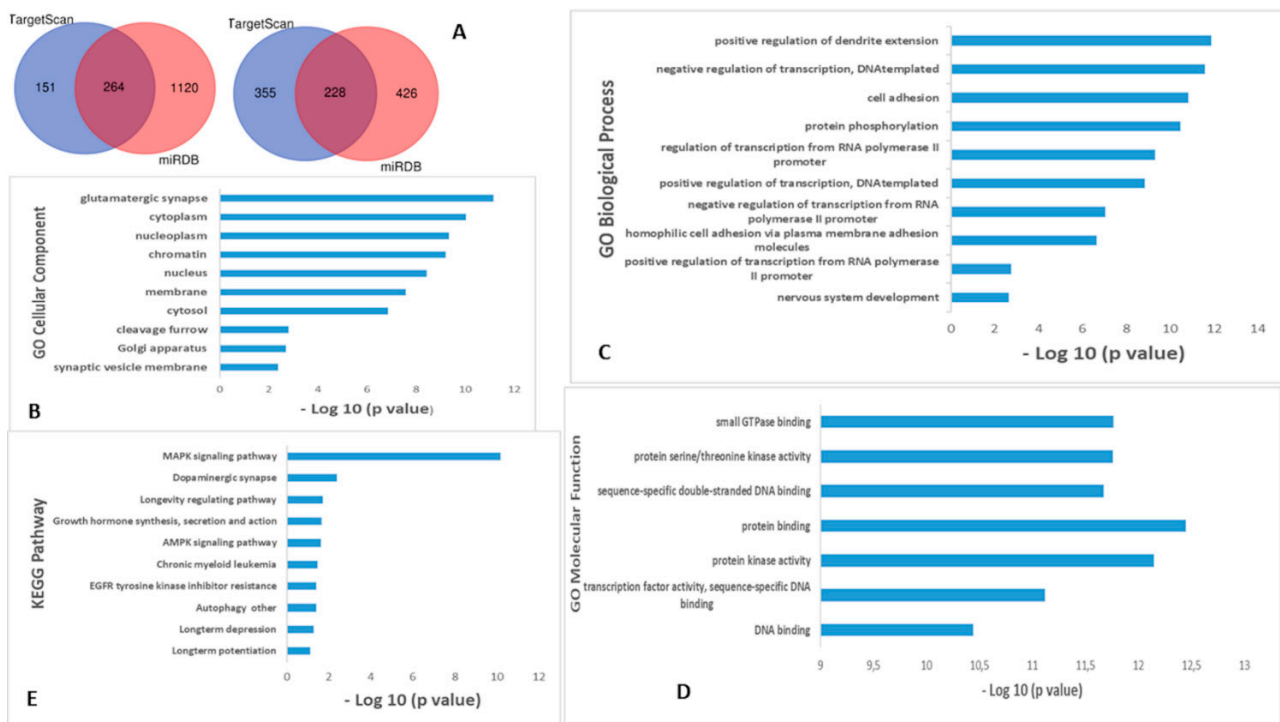 TargetScan
151
264
1120
miRDB
TargetScan
355
228
426
miRDB
A
GO Cellular Component
glutamatergic synapse
cytoplasm
nucleoplasm
chromatin
nucleus
membrane
cytosol
cleavage furrow
Golgi apparatus
synaptic vesicle membrane
0 2 4 6 8 10 12
- Log 10 (p value)
B
GO Biological Process
positive regulation of dendrite extension
negative regulation of transcription, DNAtemplated
cell adhesion
protein phosphorylation
regulation of transcription from RNA polymerase II
promoter
positive regulation of transcription, DNAtemplated
negative regulation of transcription from RNA
polymerase II promoter
homophilic cell adhesion via plasma membrane adhesion
molecules
positive regulation of transcription from RNA polymerase
II promoter
nervous system development
0 2 4 6 8 10 12 14
- Log 10 (p value)
C
GO Molecular Function
small GTPase binding
protein serine/threonine kinase activity
sequence-specific double-stranded DNA binding
protein binding
protein kinase activity
transcription factor activity, sequence-specific DNA
binding
DNA binding
9 9,5 10 10,5 11 11,5 12 12,5 13
- Log 10 (p value)
D
KEGG Pathway
MAPK signaling pathway
Dopaminergic synapse
Longevity regulating pathway
Growth hormone synthesis, secretion and action
AMPK signaling pathway
Chronic myeloid leukemia
EGFR tyrosine kinase inhibitor resistance
Autophagy other
Longterm depression
Longterm potentiation
0 2 4 6 8 10 12
- Log 10 (p value)
E